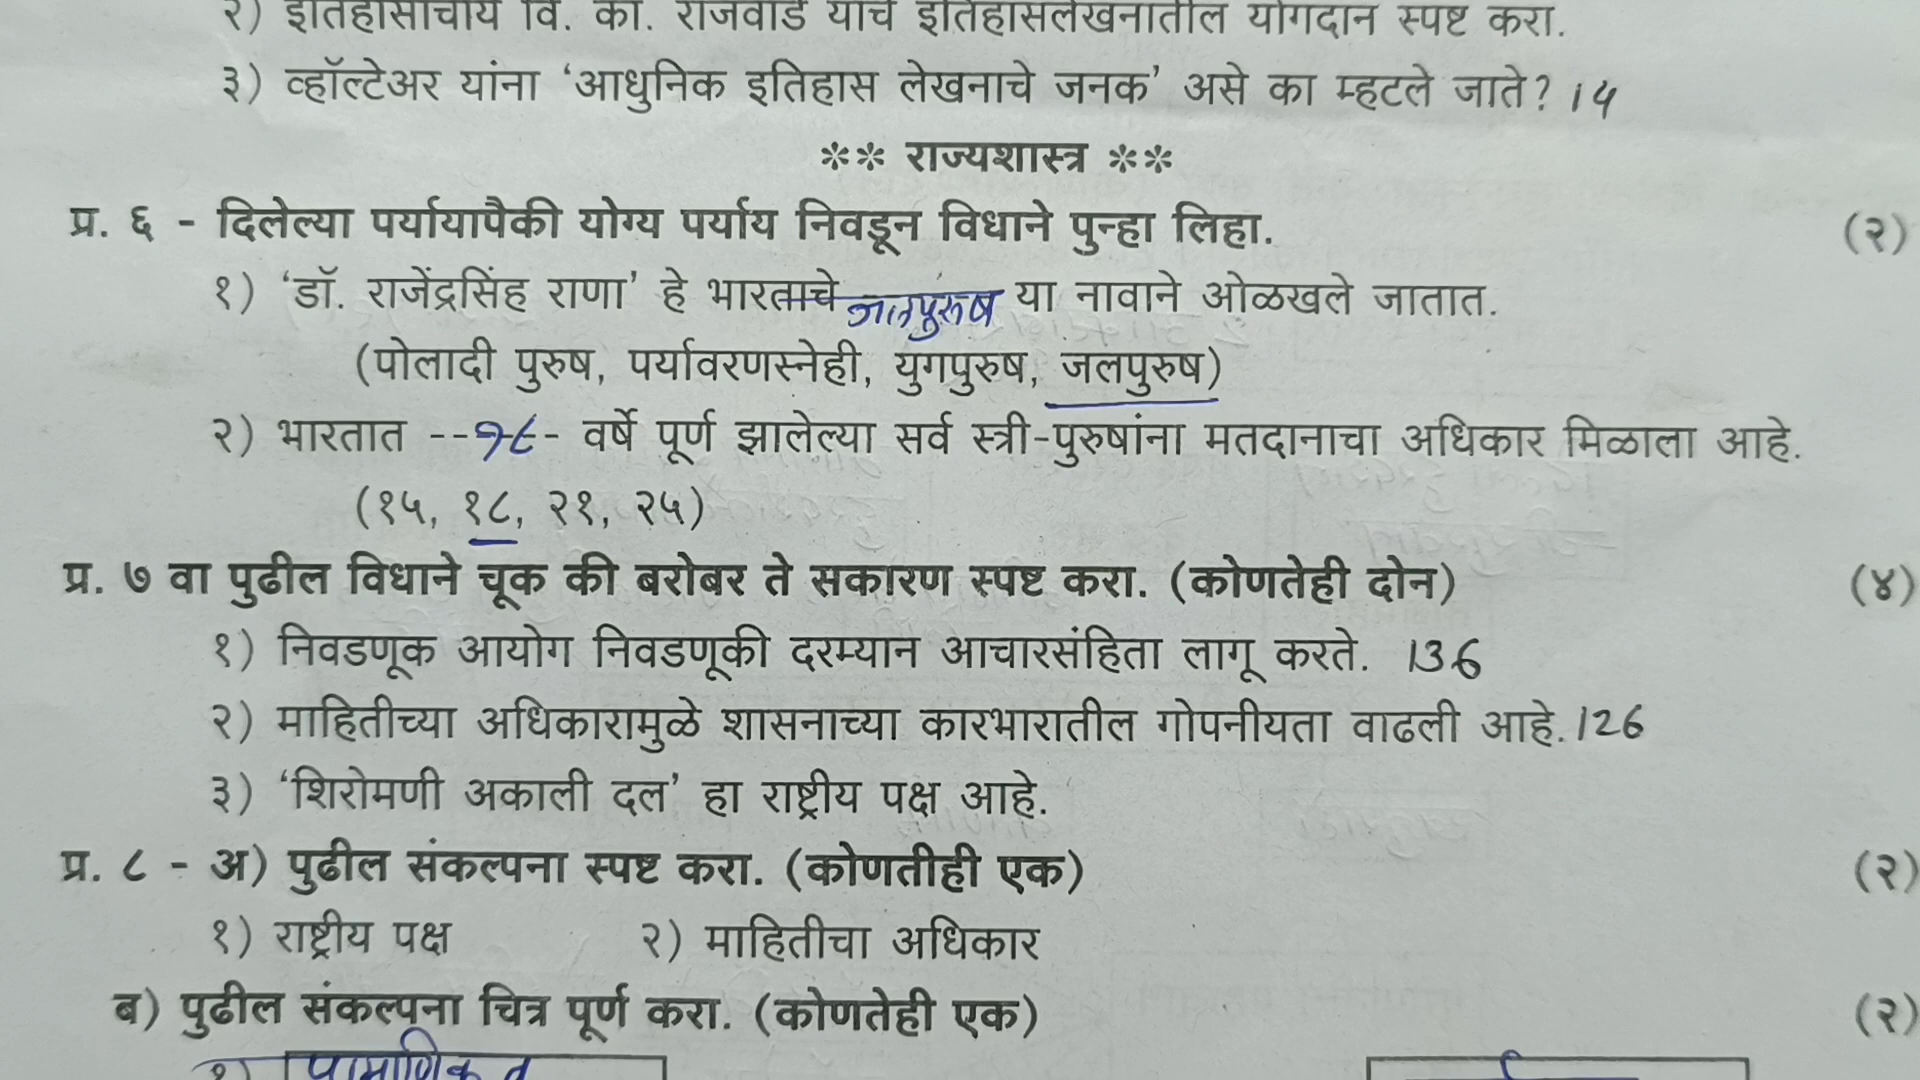 २) इतिहासाचार्य वि. का. राजवाडे यांचे इतिहासलेखनातील योगदान स्पष्ट करा.
३) व्हॉल्टेअर यांना ‘आधुनिक इतिहास लेखनाचे जनक’ असे का म्हटले जाते? 14
** राज्यशास्त्र **
प्र. ६ - दिलेल्या पर्यायापैकी योग्य पर्याय निवडून विधाने पुन्हा लिहा. (२)
१) ‘डॉ. राजेंद्रसिंह राणा’ हे भारताचे जलपुरुष या नावाने ओळखले जातात.
(पोलादी पुरुष, पर्यावरणस्नेही, युगपुरुष, जलपुरुष)
२) भारतात --१८- वर्षे पूर्ण झालेल्या सर्व स्त्री-पुरुषांना मतदानाचा अधिकार मिळाला आहे.
(१५, १८, २१, २५)
प्र. ७ वा पुढील विधाने चूक की बरोबर ते सकारण स्पष्ट करा. (कोणतेही दोन) (४)
१) निवडणूक आयोग निवडणूकी दरम्यान आचारसंहिता लागू करते. 136
२) माहितीच्या अधिकारामुळे शासनाच्या कारभारातील गोपनीयता वाढली आहे. 126
३) ‘शिरोमणी अकाली दल’ हा राष्ट्रीय पक्ष आहे.
प्र. ८ - अ) पुढील संकल्पना स्पष्ट करा. (कोणतीही एक) (२)
१) राष्ट्रीय पक्ष २) माहितीचा अधिकार
ब) पुढील संकल्पना चित्र पूर्ण करा. (कोणतेही एक) (२)
१)